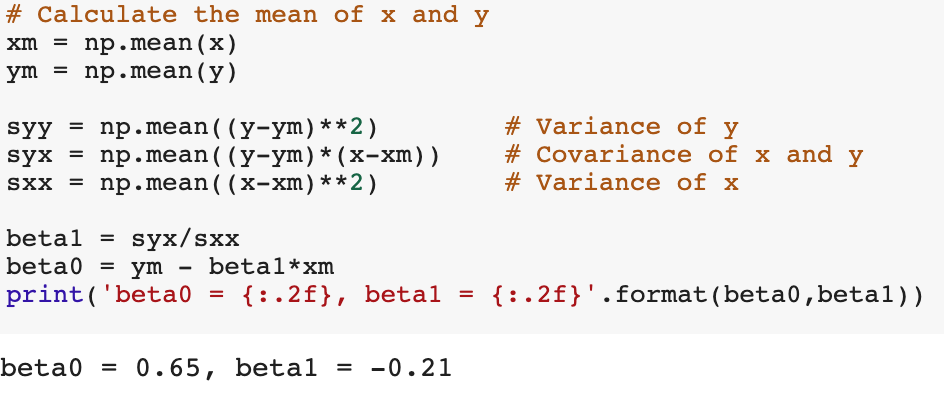 # Calculate the mean of x and y
xm = np.mean(x)
ym = np.mean(y)
syy = np.mean((y-ym)**2)        # Variance of y
syx = np.mean((y-ym)*(x-xm))    # Covariance of x and y
sxx = np.mean((x-xm)**2)        # Variance of x
beta1 = syx/sxx
beta0 = ym - beta1*xm
print('beta0 = {:.2f}, beta1 = {:.2f}'.format(beta0,beta1))
beta0 = 0.65, beta1 = -0.21